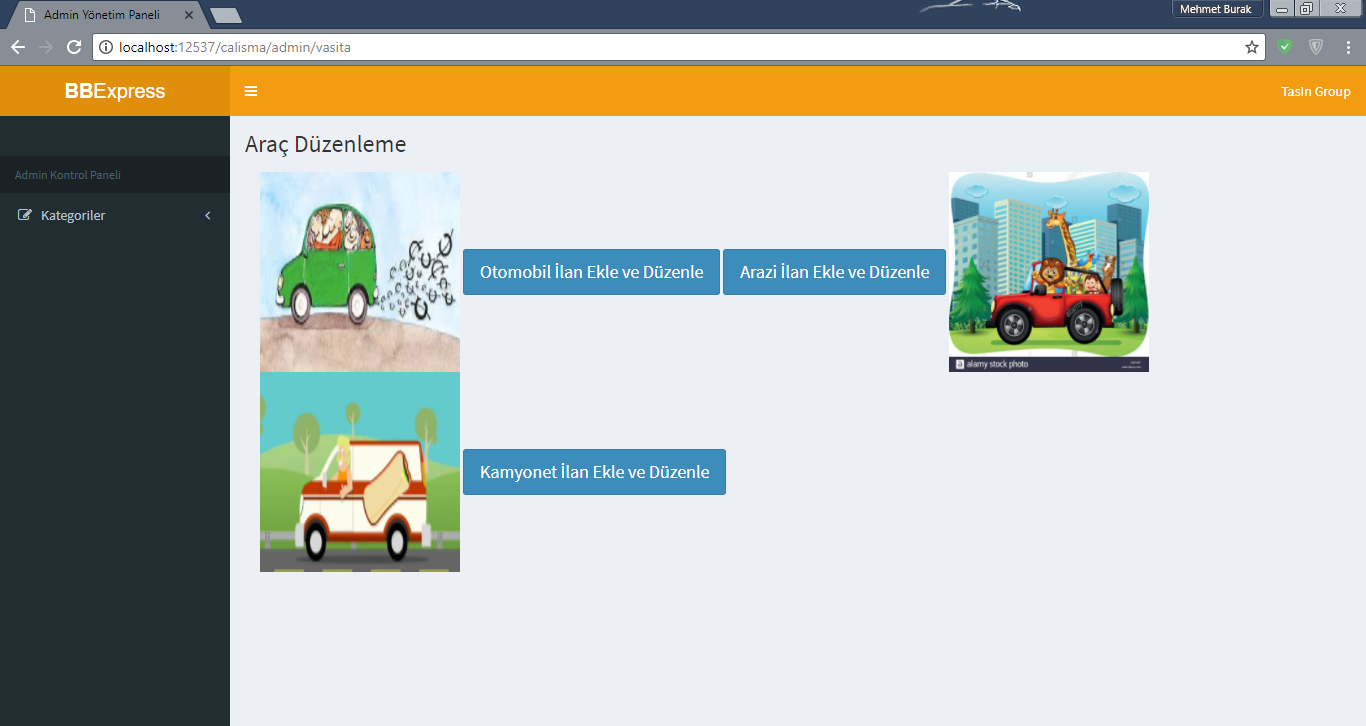 Admin Yönetim Paneli
Mehmet Burak
localhost:12537/calisma/admin/vasita
BBExpress
Tasin Group
Araç Düzenleme
Admin Kontrol Paneli
Kategoriler
Otomobil İlan Ekle ve Düzenle
Arazi İlan Ekle ve Düzenle
alamy stock photo
Kamyonet İlan Ekle ve Düzenle